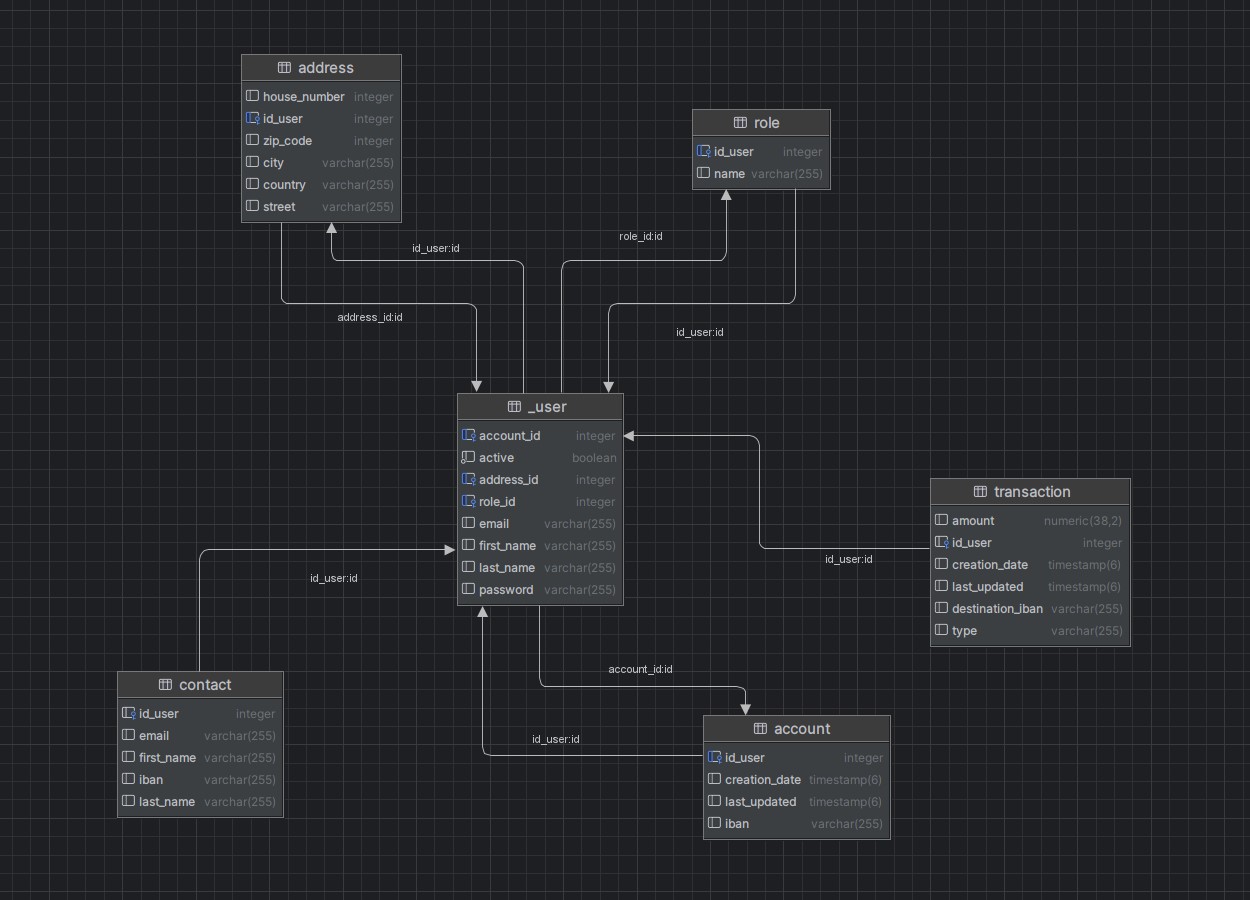 address
house_number integer
id_user integer
zip_code integer
city varchar(255)
country varchar(255)
street varchar(255)
role
id_user integer
name varchar(255)
role_id:id
id_user:id
address_id:id
id_user:id
_user
account_id integer
active boolean
address_id integer
role_id integer
email varchar(255)
first_name varchar(255)
last_name varchar(255)
password varchar(255)
transaction
amount numeric(38,2)
id_user integer
creation_date timestamp(6)
last_updated timestamp(6)
destination_iban varchar(255)
type varchar(255)
id_user:id
id_user:id
contact
id_user integer
email varchar(255)
first_name varchar(255)
iban varchar(255)
last_name varchar(255)
account_id:id
id_user:id
account
id_user integer
creation_date timestamp(6)
last_updated timestamp(6)
iban varchar(255)